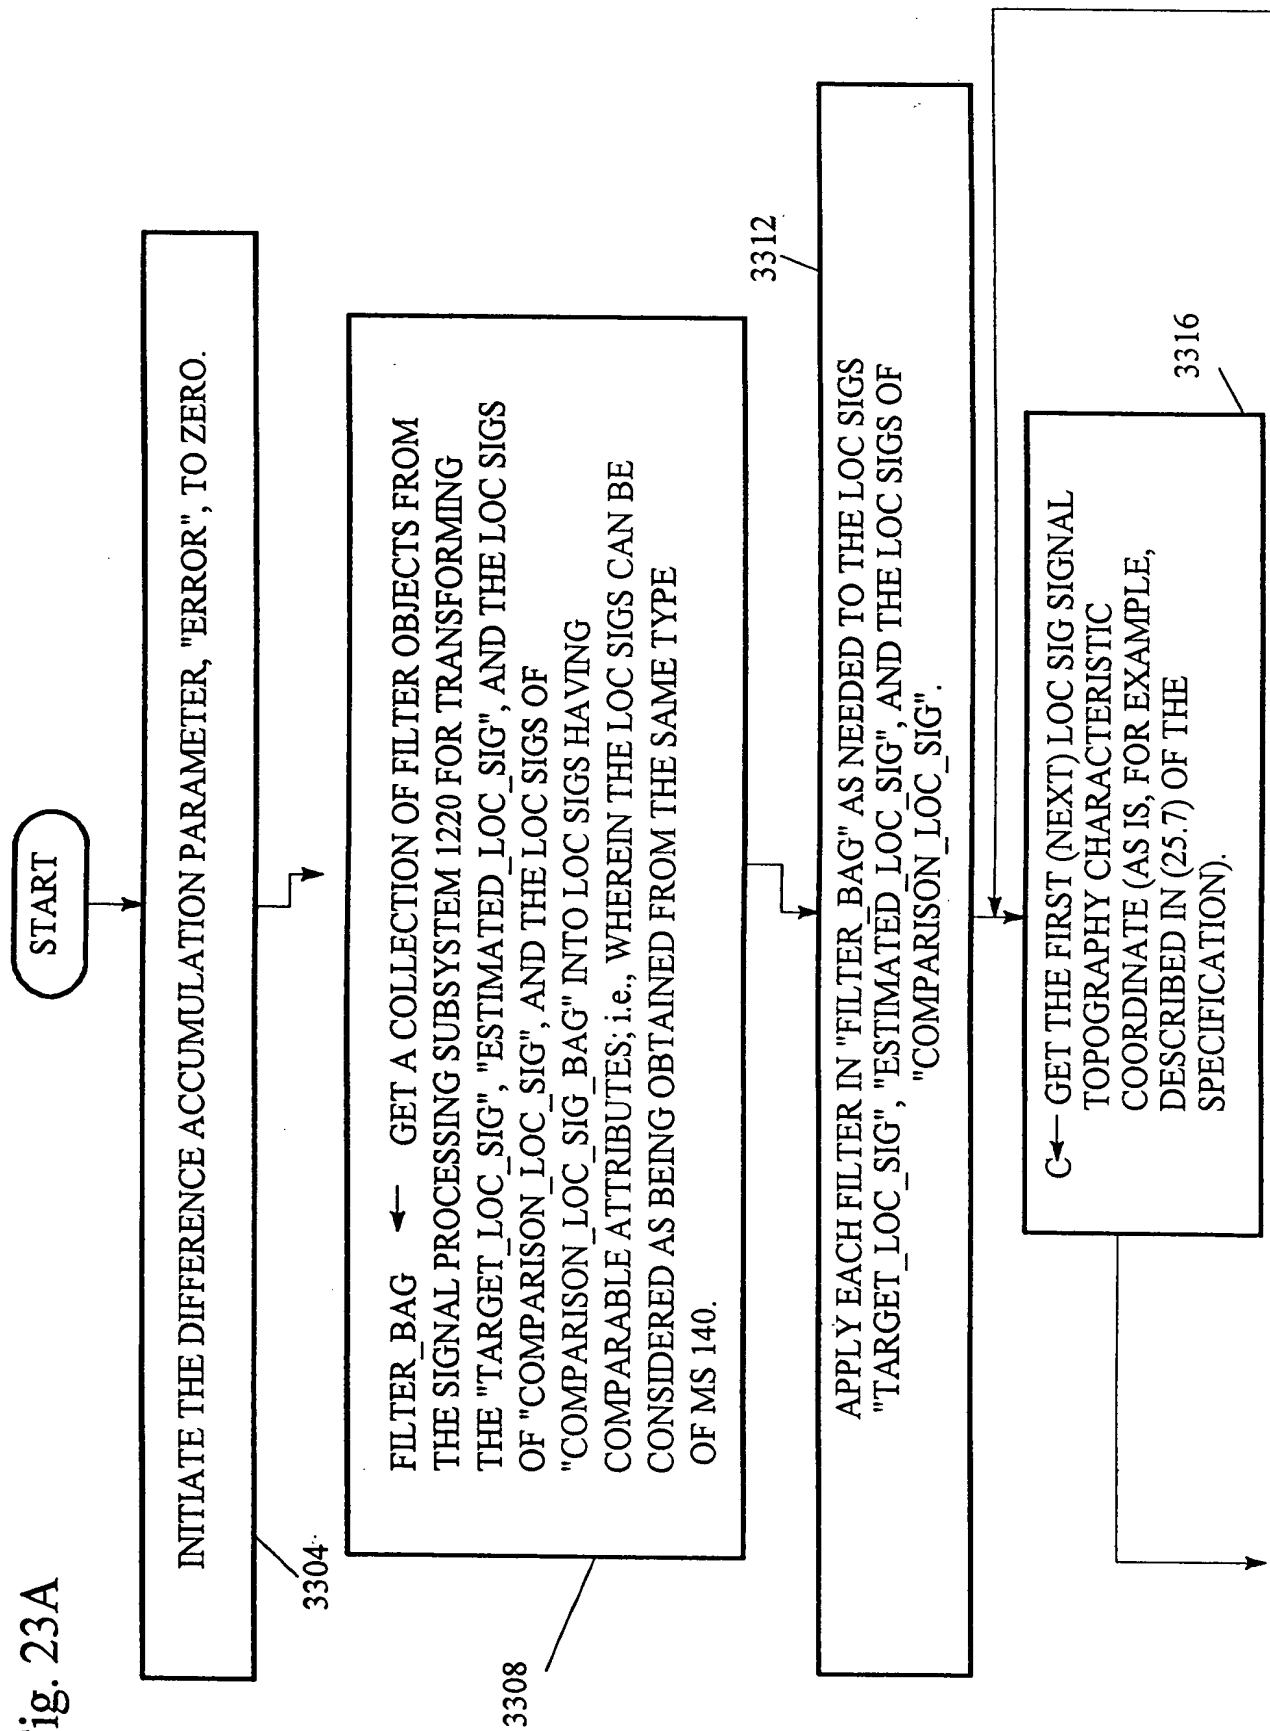 ig. 23A
START
INITIATE THE DIFFERENCE ACCUMULATION PARAMETER, "ERROR", TO ZERO.
3304
FILTER_BAG ← GET A COLLECTION OF FILTER OBJECTS FROM
THE SIGNAL PROCESSING SUBSYSTEM 1220 FOR TRANSFORMING
THE "TARGET_LOC_SIG", "ESTIMATED_LOC_SIG", AND THE LOC SIGS
OF "COMPARISON_LOC_SIG", AND THE LOC SIGS OF
"COMPARISON_LOC_SIG_BAG" INTO LOC SIGS HAVING
COMPARABLE ATTRIBUTES; i.e., WHEREIN THE LOC SIGS CAN BE
CONSIDERED AS BEING OBTAINED FROM THE SAME TYPE
OF MS 140.
3308
3312
APPLY EACH FILTER IN "FILTER_BAG" AS NEEDED TO THE LOC SIGS
"TARGET_LOC_SIG", "ESTIMATED_LOC_SIG", AND THE LOC SIGS OF
"COMPARISON_LOC_SIG".
3316
C ← GET THE FIRST (NEXT) LOC SIG SIGNAL
TOPOGRAPHY CHARACTERISTIC
COORDINATE (AS IS, FOR EXAMPLE,
DESCRIBED IN (25.7) OF THE
SPECIFICATION).